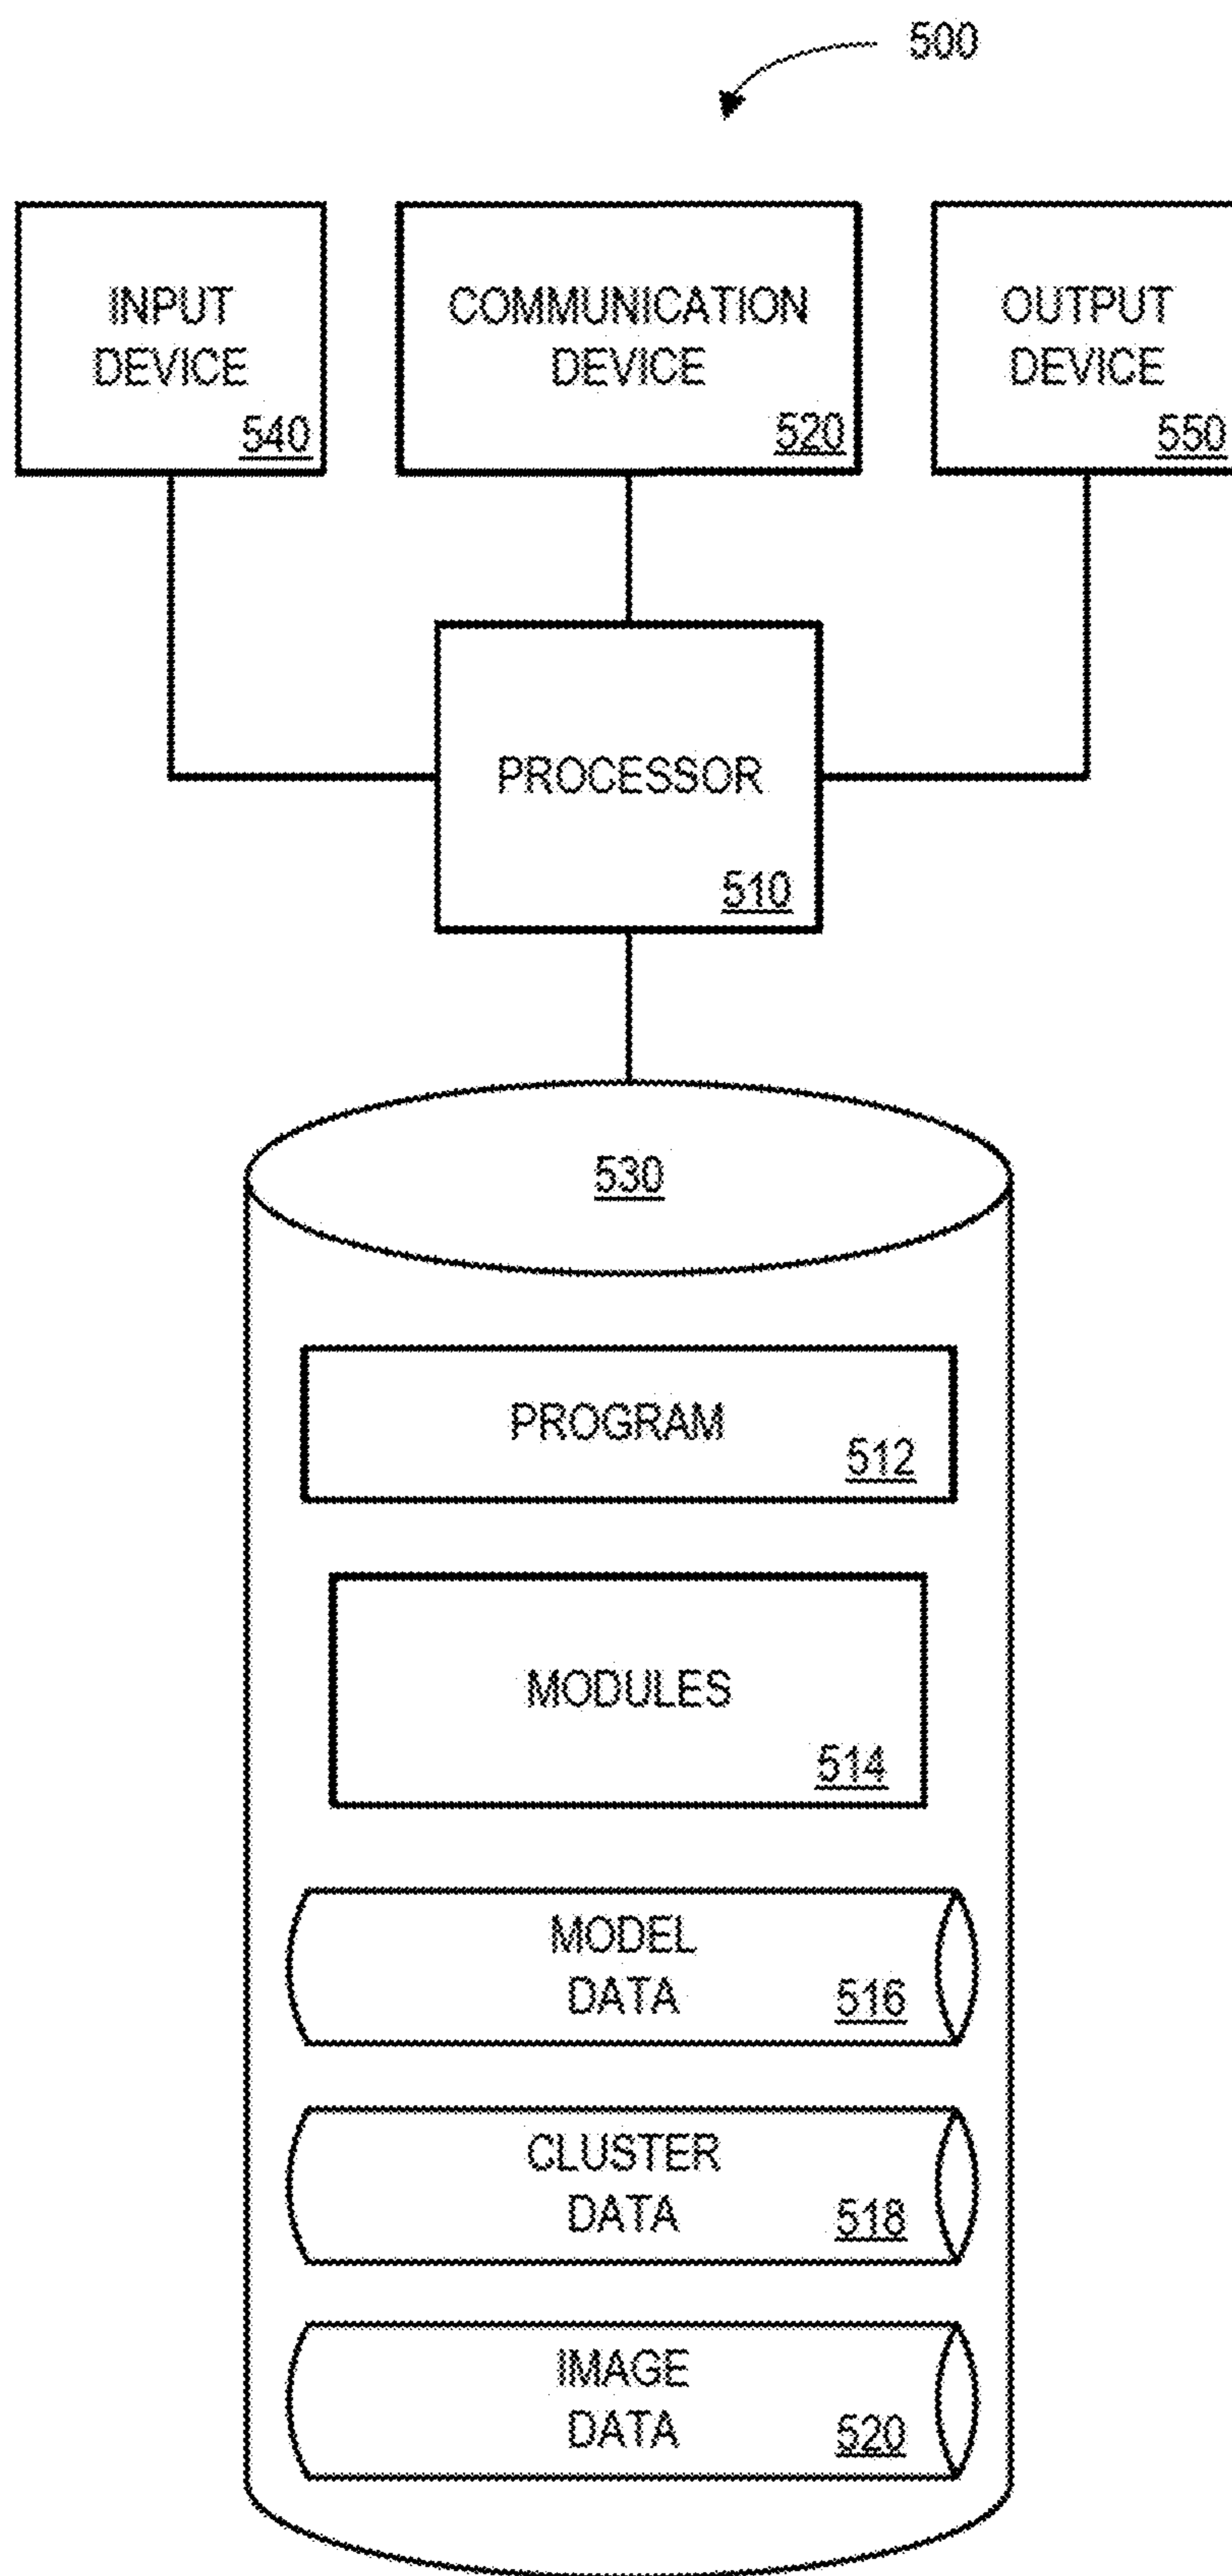 500
INPUT
DEVICE
540
COMMUNICATION
DEVICE
520
OUTPUT
DEVICE
550
PROCESSOR
510
530
PROGRAM
512
MODULES
514
MODEL
DATA
516
CLUSTER
DATA
518
IMAGE
DATA
520